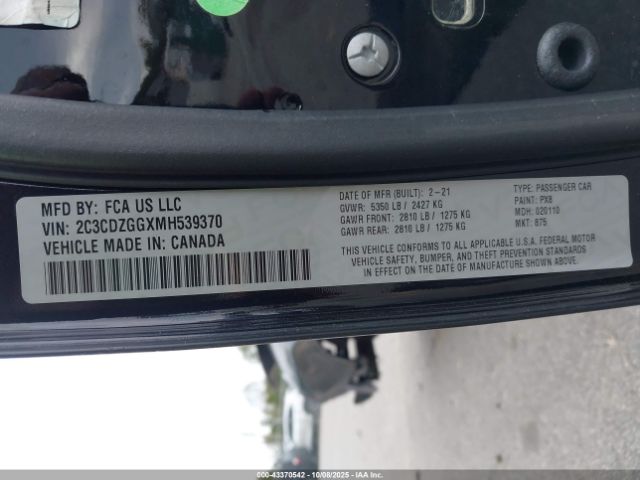 MFD BY: FCA US LLC
VIN: 2C3CDZGGXMH539370
VEHICLE MADE IN: CANADA
DATE OF MFR (BUILT): 2-21
GVWR: 5350 LB / 2427 KG
GAWR FRONT: 2810 LB / 1275 KG
GAWR REAR: 2810 LB / 1275 KG
TYPE: PASSENGER CAR
PAINT: PX8
MDH: 020110
MKT: 875
THIS VEHICLE CONFORMS TO ALL APPLICABLE U.S.A. FEDERAL MOTOR
VEHICLE SAFETY, BUMPER, AND THEFT PREVENTION STANDARDS
IN EFFECT ON THE DATE OF MANUFACTURE SHOWN ABOVE.
000-43370542 - 10/08/2025 - IAA Inc.